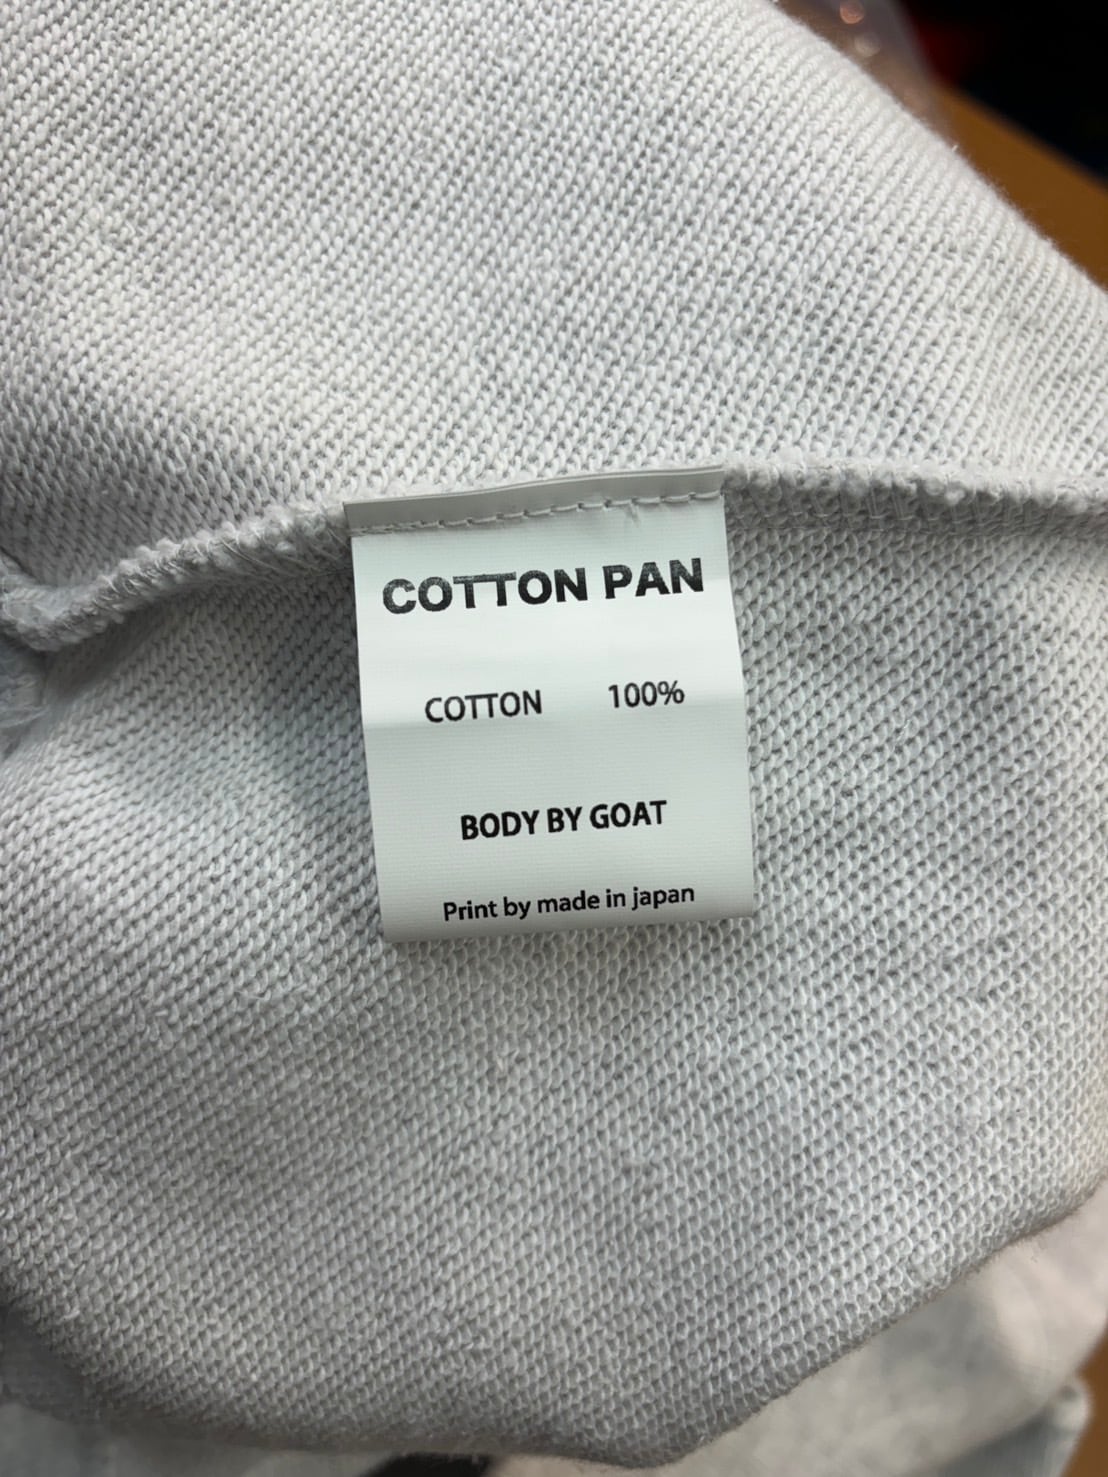 COTTON PAN
COTTON 100%
BODY BY GOAT
Print by made in japan